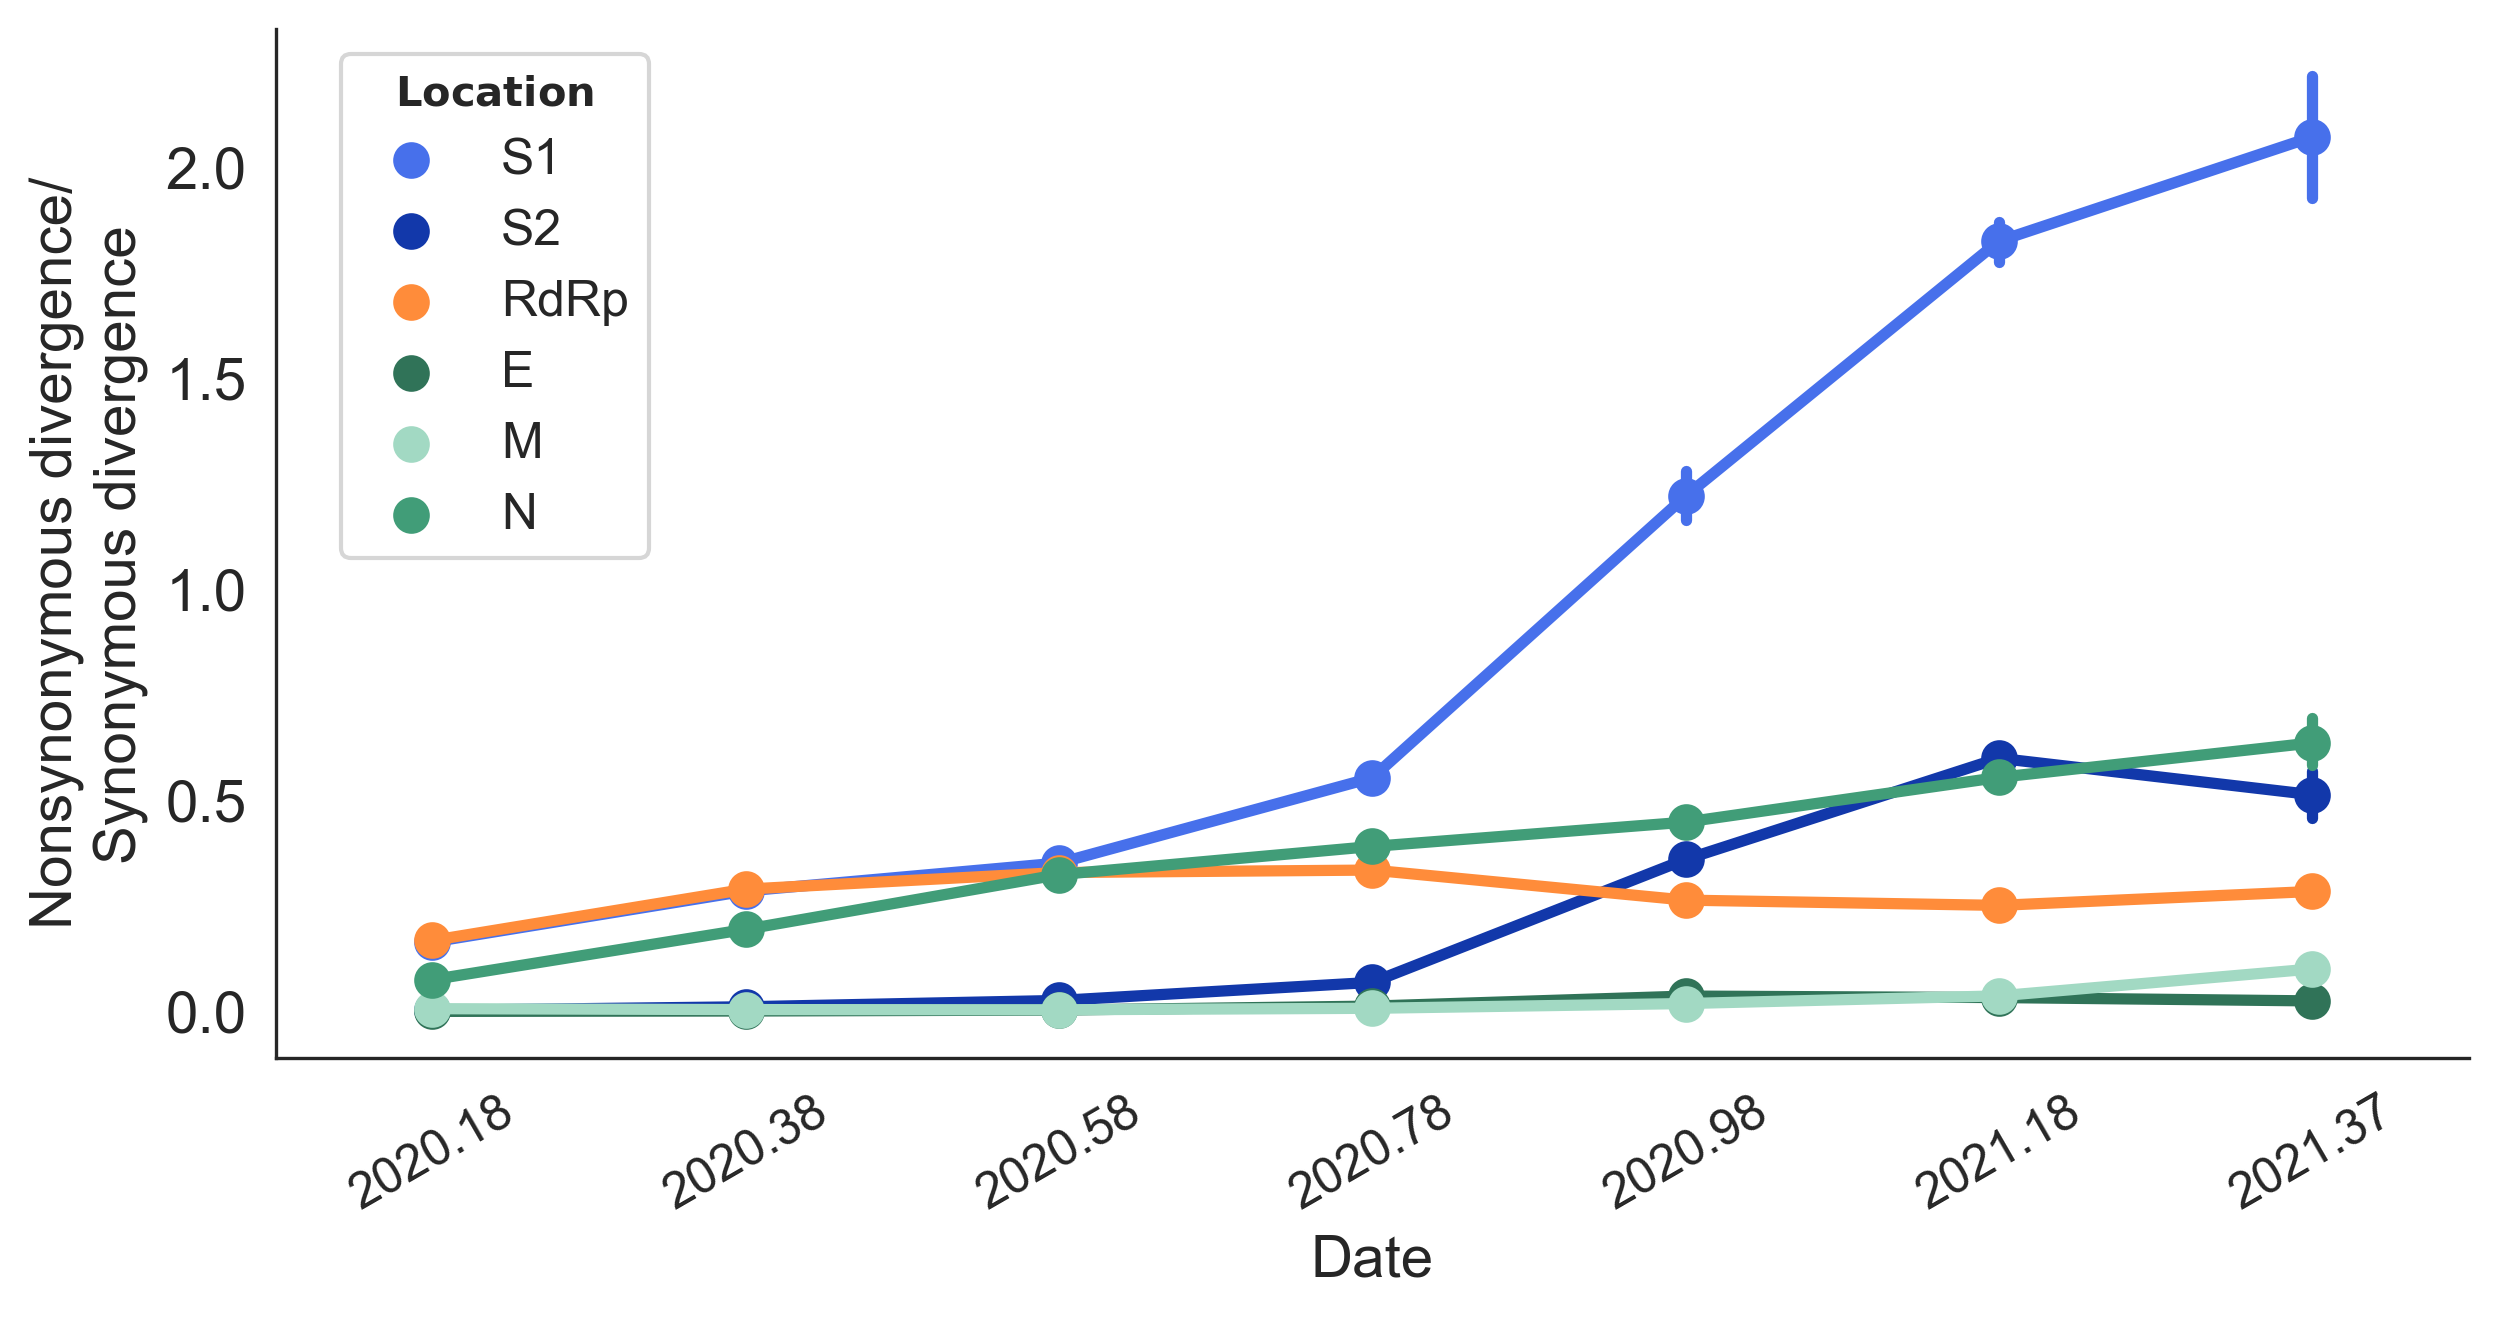 Nonsynonymous divergence/
Synonymous divergence
2.0
1.5
1.0
0.5
0.0
Location
S1
S2
RdRp
E
M
N
2020.18
2020.38
2020.58
2020.78
2020.98
2021.18
2021.37
Date